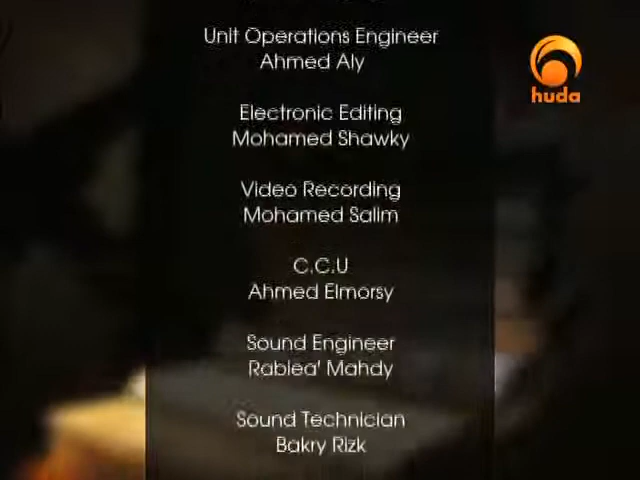 Unit Operations Engineer
Ahmed Aly
huda
Electronic Editing
Mohamed Shawky
Video Recording
Mohamed Salim
C.C.U
Ahmed Elmorsy
Sound Engineer
Rabiea' Mahdy
Sound Technician
Bakry Rizk